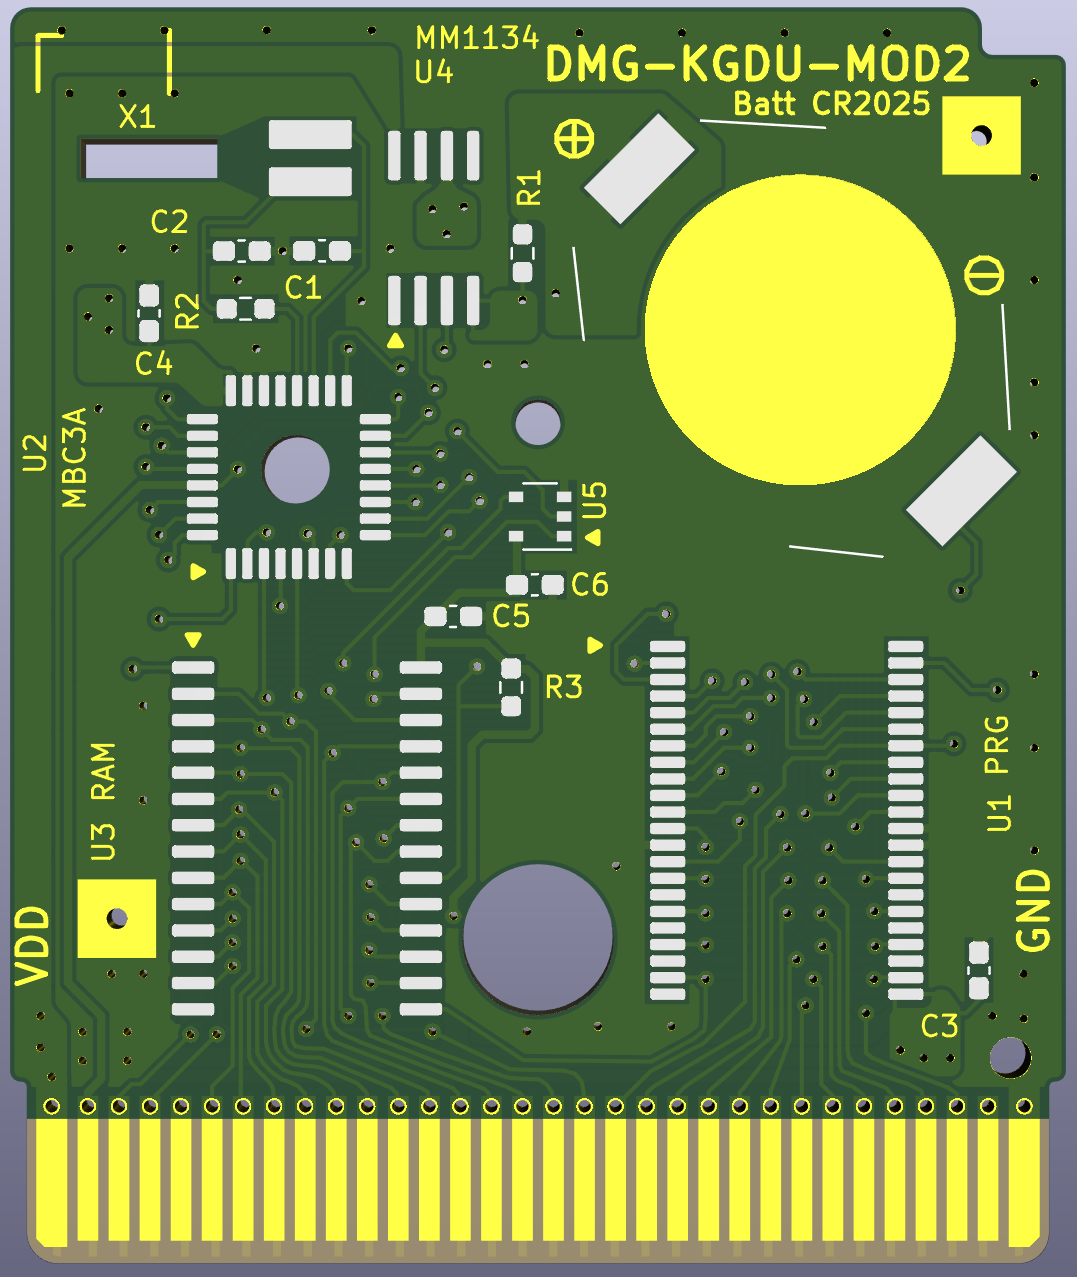 MM1134
U4
DMG-KGDU-MOD2
Batt CR2025
X1
R1
C2
C1
R2
C4
U2
MBC3A
U5
C6
C5
R3
U3 RAM
U1 PRG
VDD
GND
C3